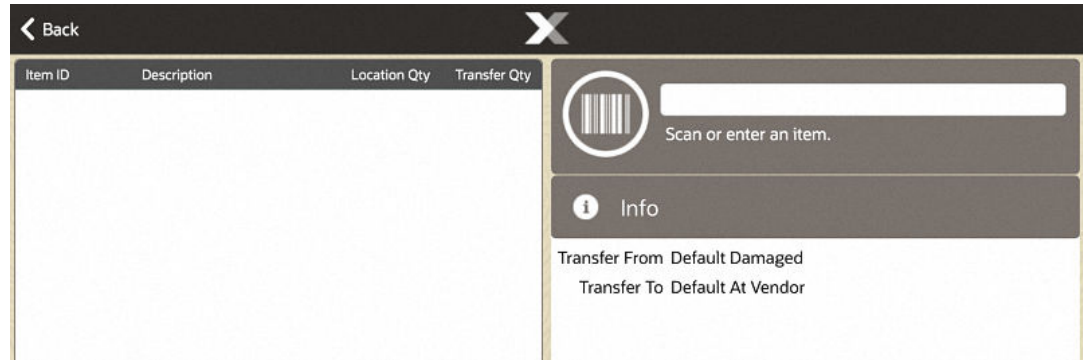 Back
Item ID Description Location Qty Transfer Qty
Scan or enter an item.
Info
Transfer From Default Damaged
Transfer To Default At Vendor